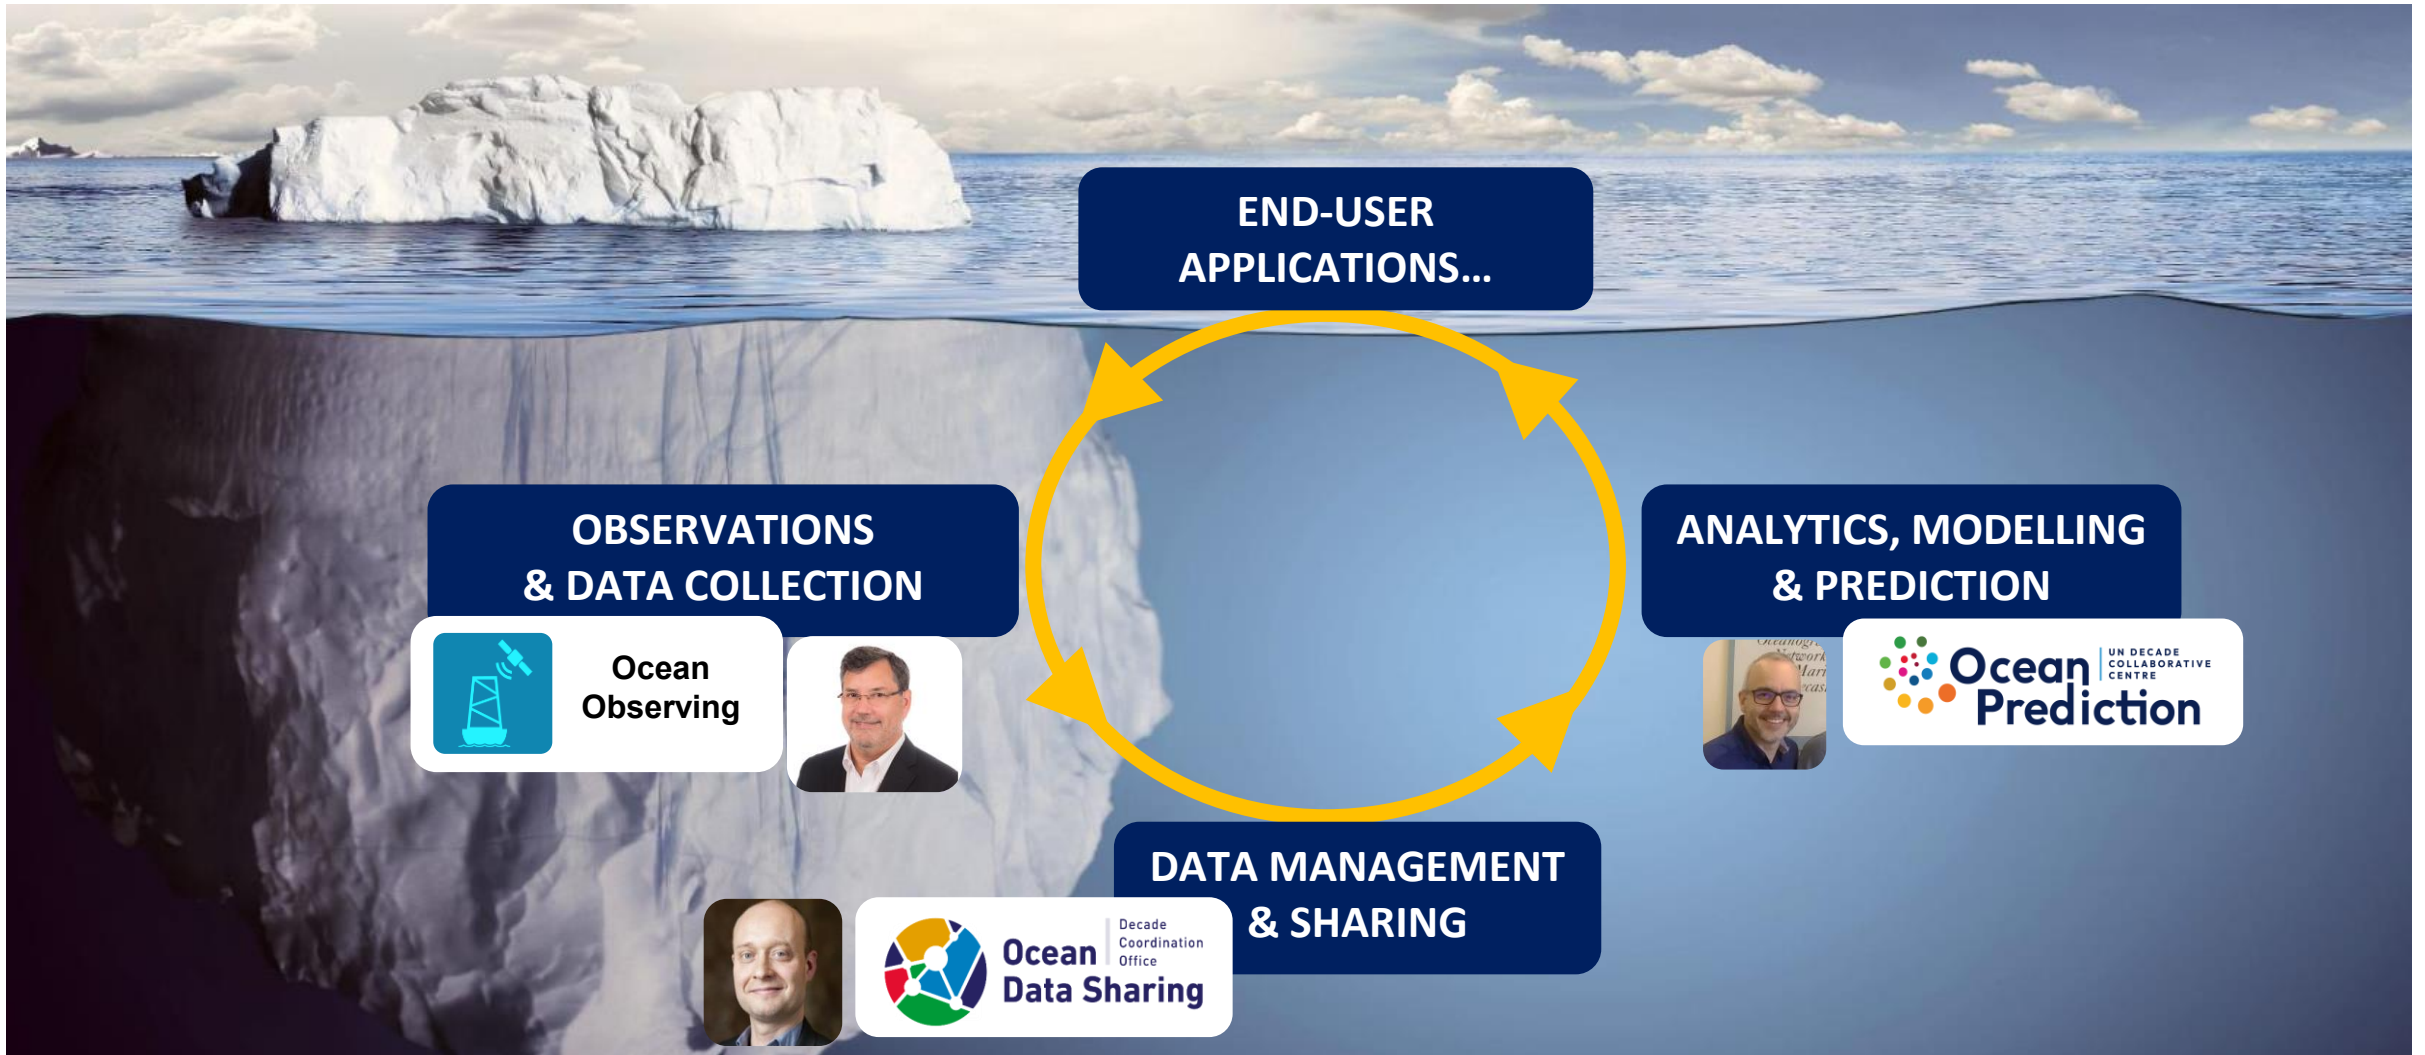 END-USER
APPLICATIONS…
OBSERVATIONS
& DATA COLLECTION
Ocean
Observing
ANALYTICS, MODELLING
& PREDICTION
Network
Ocean
Prediction
UN DECADE
COLLABORATIVE
CENTRE
DATA MANAGEMENT
& SHARING
Ocean
Data Sharing
Decade
Coordination
Office